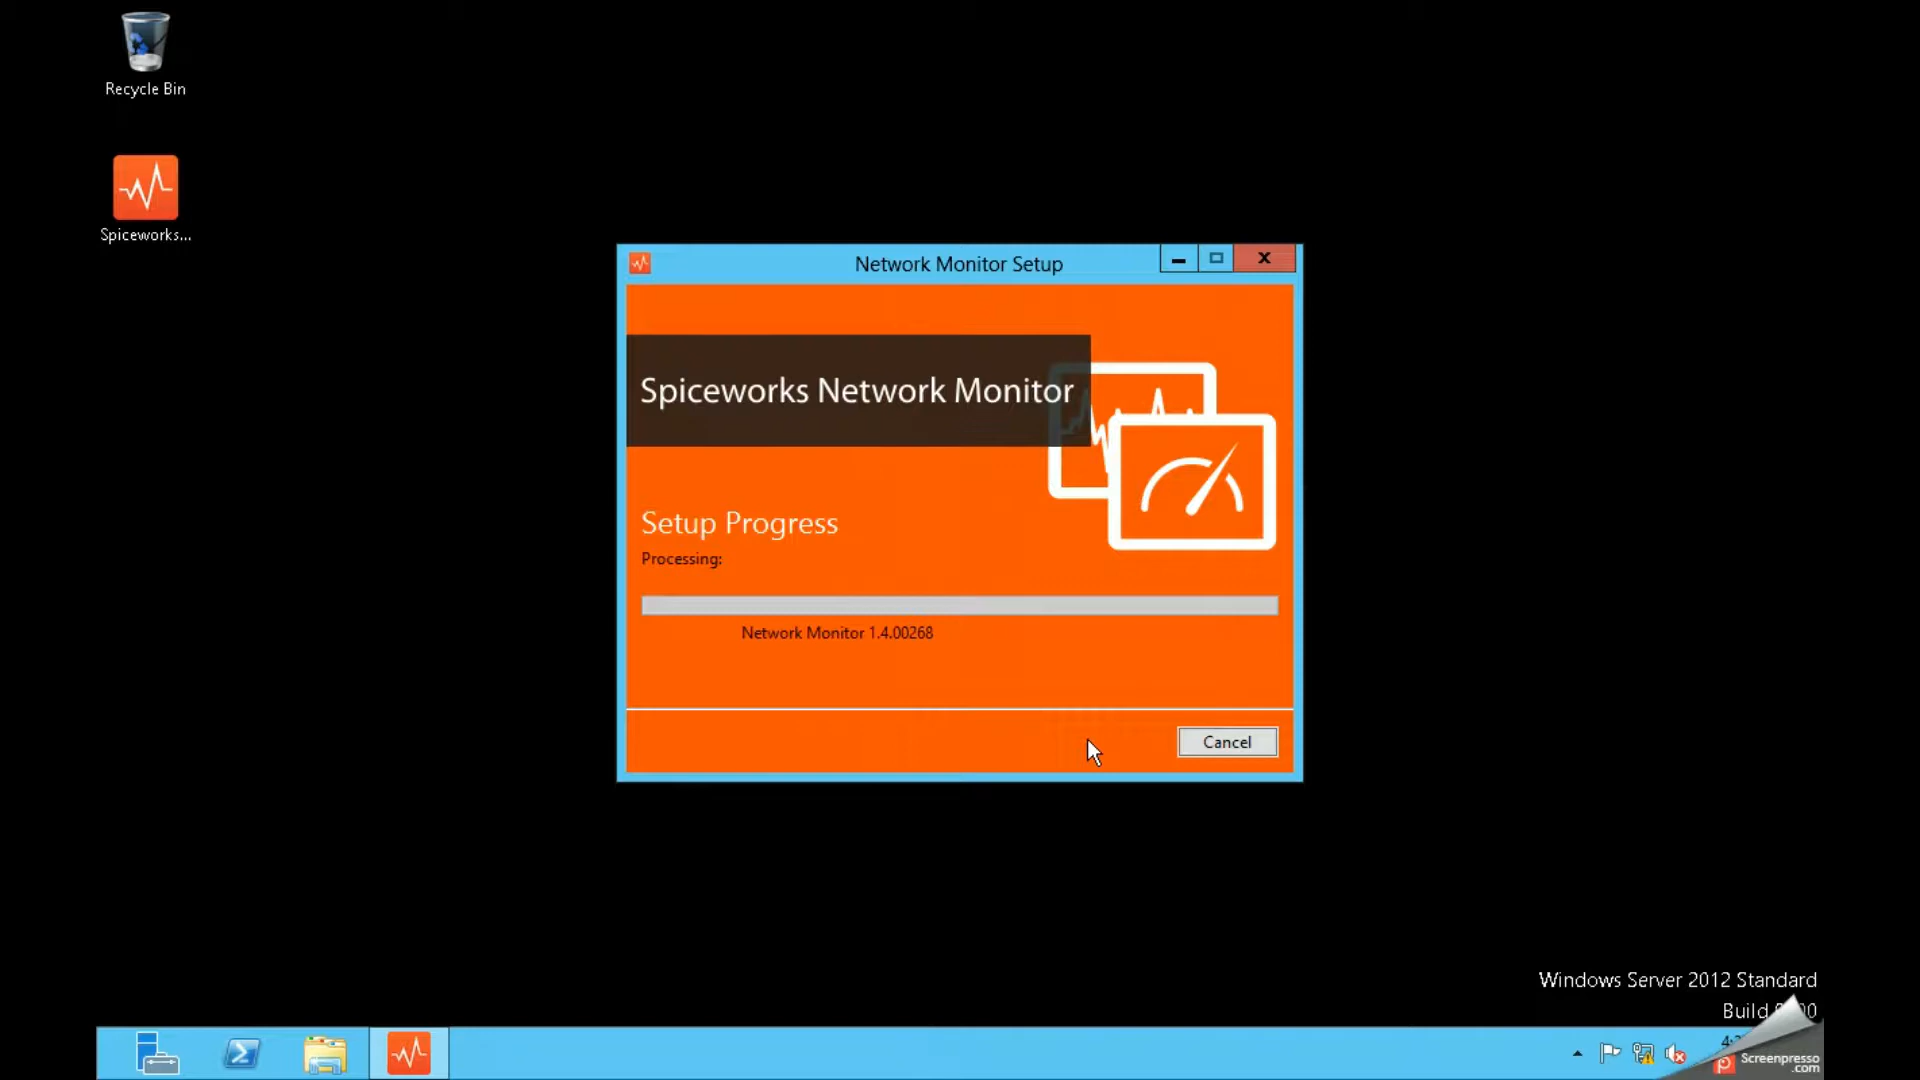 Recycle Bin
Spiceworks...
Network Monitor Setup
Spiceworks Network Monitor
Setup Progress
Processing:
Network Monitor 1.4.00268
Cancel
Windows Server 2012 Standard
Build
Screenpresso
.com